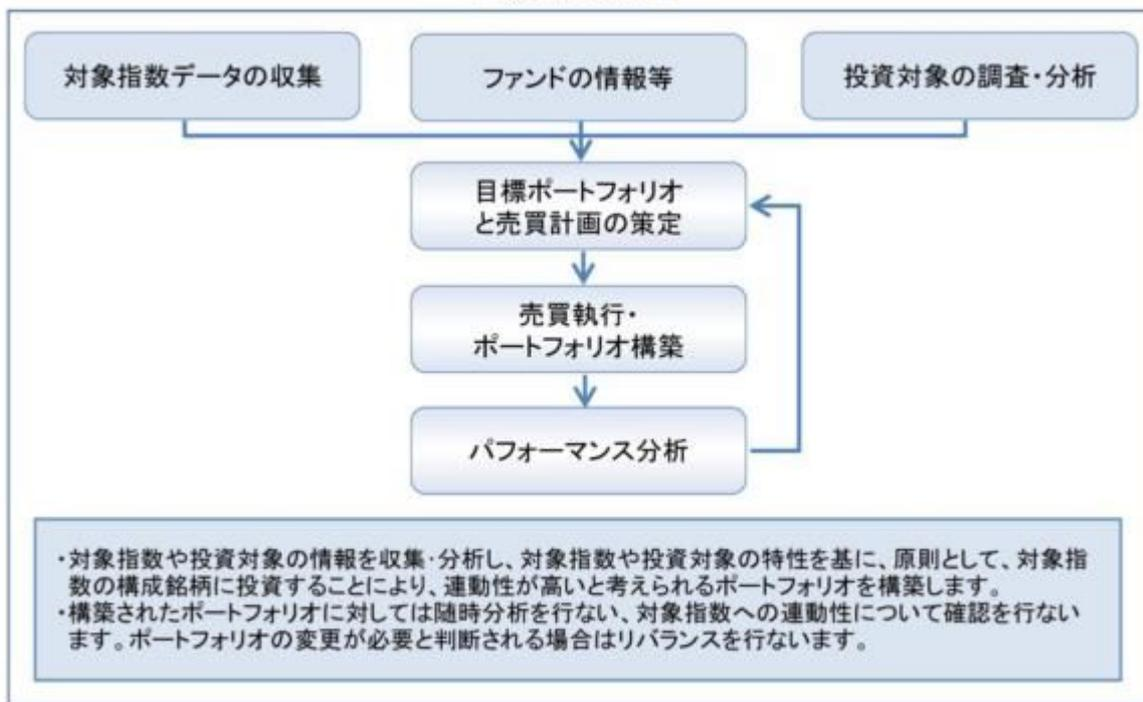 対象指数データの収集
ファンドの情報等
投資対象の調査・分析
目標ポートフォリオ
と売買計画の策定
売買執行・
ポートフォリオ構築
パフォーマンス分析
・対象指数や投資対象の情報を収集・分析し、対象指数や投資対象の特性を基に、原則として、対象指
数の構成銘柄に投資することにより、連動性が高いと考えられるポートフォリオを構築します。
・構築されたポートフォリオに対しては随時分析を行ない、対象指数への連動性について確認を行ない
ます。ポートフォリオの変更が必要と判断される場合はリバランスを行ないます。